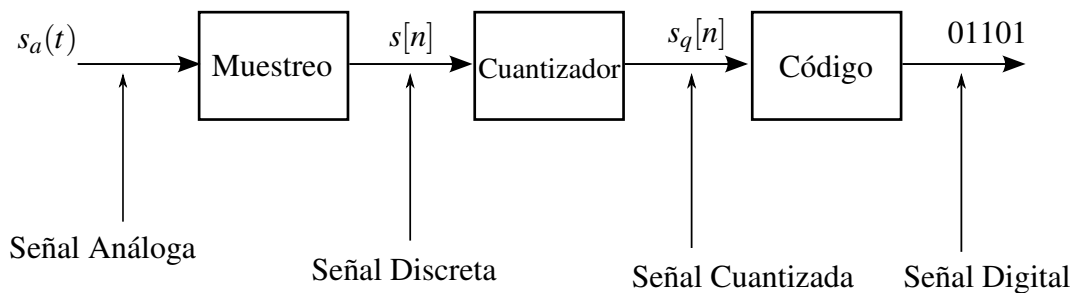 s_a(t)
s[n]
s_q[n]
01101
Muestreo
Cuantizador
Código
Señal Análoga
Señal Discreta
Señal Cuantizada
Señal Digital